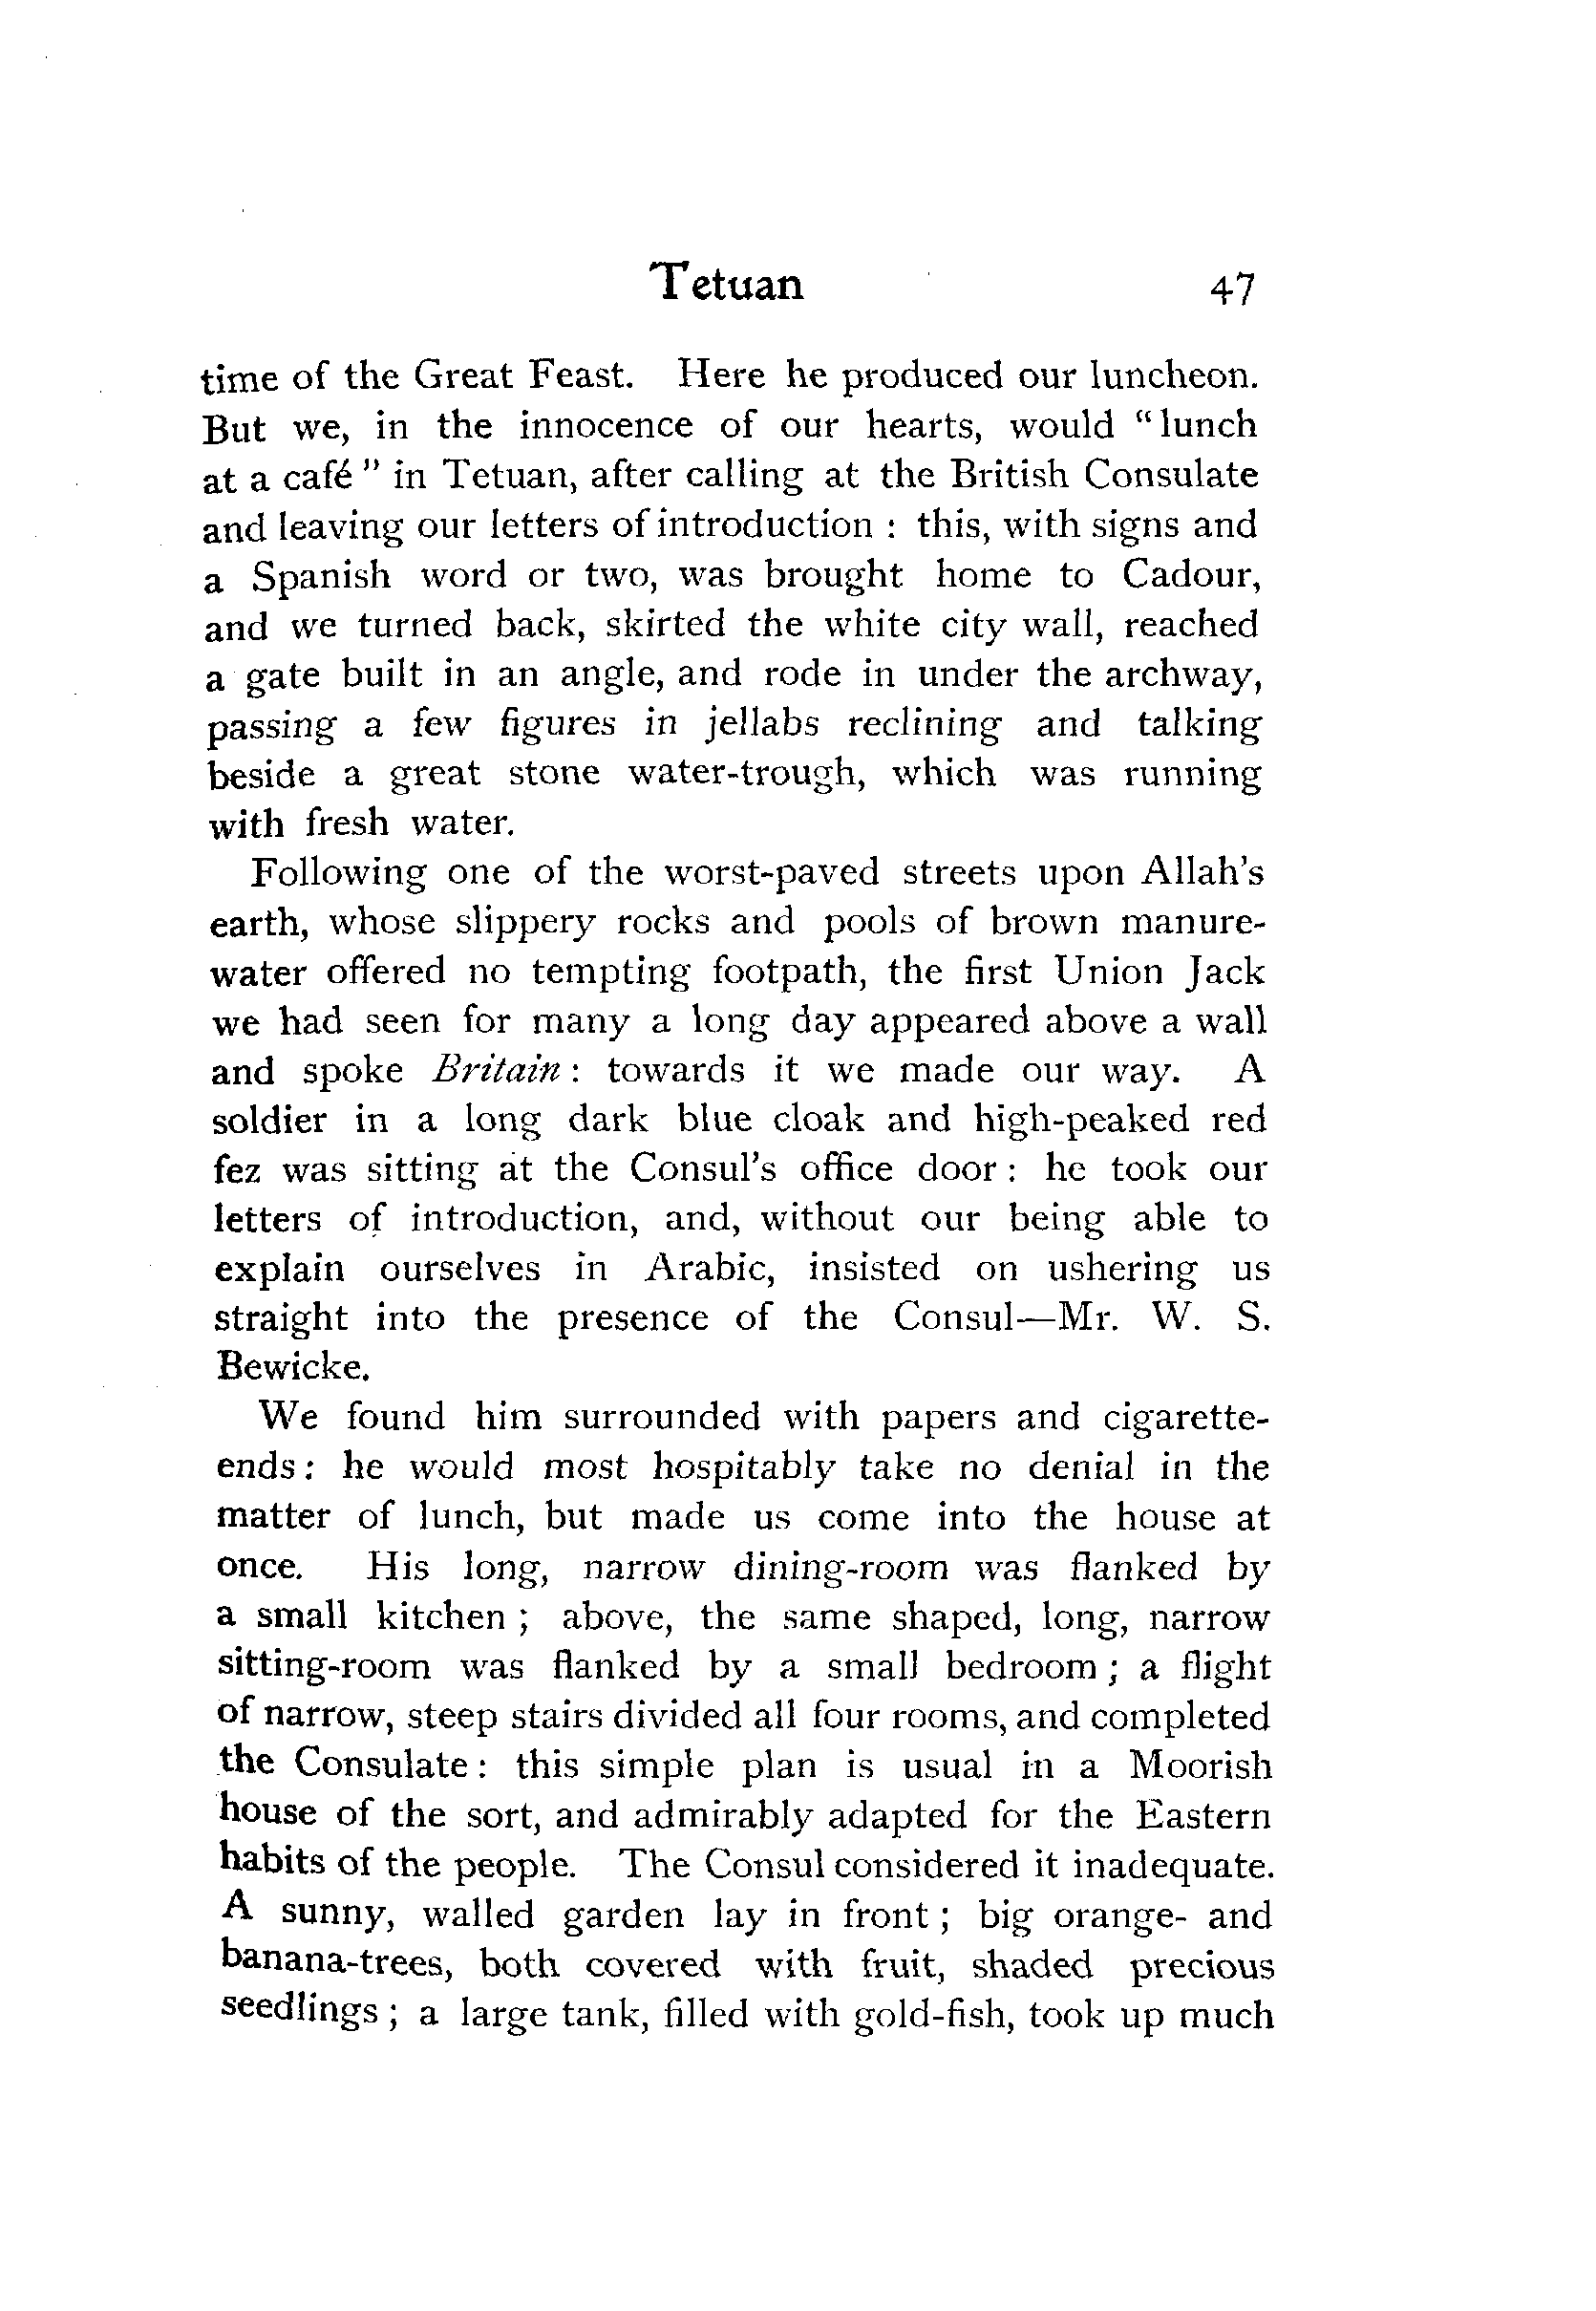 Tetuan 47
time of the Great Feast. Here he produced our luncheon.
But we, in the innocence of our hearts, would “lunch
at a café” in Tetuan, after calling at the British Consulate
and leaving our letters of introduction : this, with signs and
a Spanish word or two, was brought home to Cadour,
and we turned back, skirted the white city wall, reached
a gate built in an angle, and rode in under the archway,
passing a few figures in jellabs reclining and talking
beside a great stone water-trough, which was running
with fresh water.
Following one of the worst-paved streets upon Allah's
earth, whose slippery rocks and pools of brown manure-
water offered no tempting footpath, the first Union Jack
we had seen for many a long day appeared above a wall
and spoke Britain: towards it we made our way. A
soldier in a long dark blue cloak and high-peaked red
fez was sitting at the Consul's office door : he took our
letters of introduction, and, without our being able to
explain ourselves in Arabic, insisted on ushering us
straight into the presence of the Consul—Mr. W. S.
Bewicke.
We found him surrounded with papers and cigarette-
ends: he would most hospitably take no denial in the
matter of lunch, but made us come into the house at
once. His long, narrow dining-room was flanked by
a small kitchen ; above, the same shaped, long, narrow
sitting-room was flanked by a small bedroom ; a flight
of narrow, steep stairs divided all four rooms, and completed
the Consulate : this simple plan is usual in a Moorish
house of the sort, and admirably adapted for the Eastern
habits of the people. The Consul considered it inadequate.
A sunny, walled garden lay in front ; big orange- and
banana-trees, both covered with fruit, shaded precious
seedlings ; a large tank, filled with gold-fish, took up much